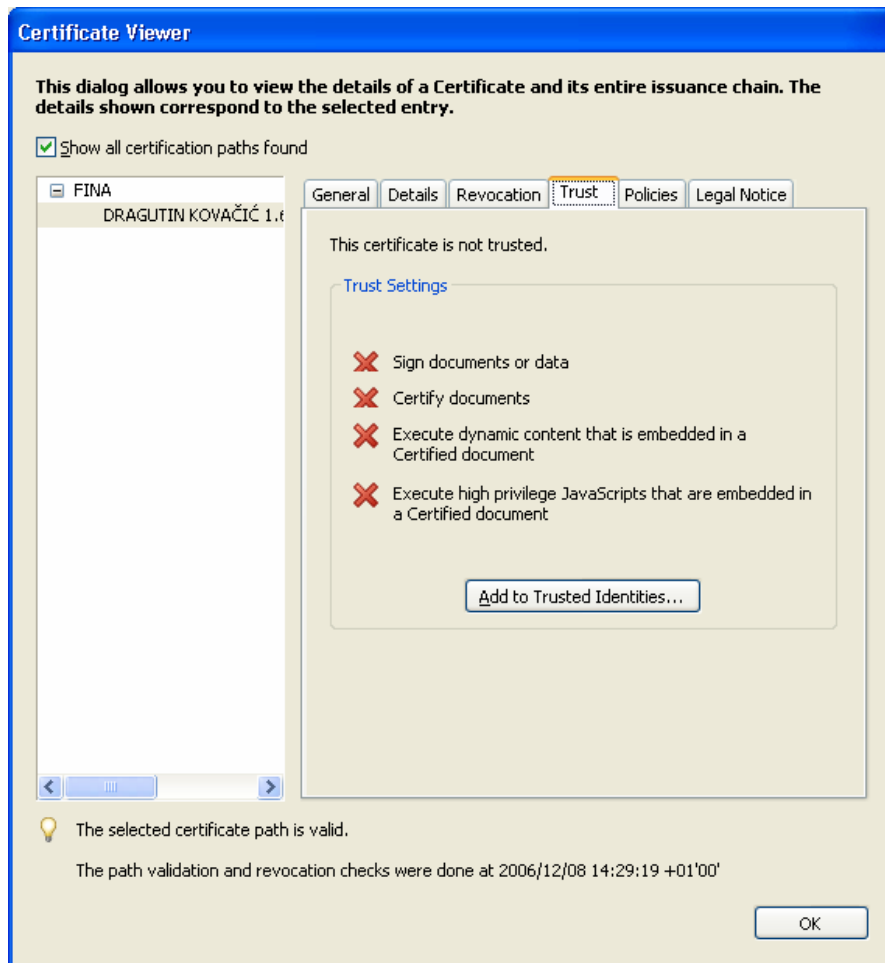 Certificate Viewer
This dialog allows you to view the details of a Certificate and its entire issuance chain. The
details shown correspond to the selected entry.
Show all certification paths found
FINA
DRAGUTIN KOVAČIĆ 1.6
General Details Revocation Trust Policies Legal Notice
This certificate is not trusted.
Trust Settings
Sign documents or data
Certify documents
Execute dynamic content that is embedded in a
Certified document
Execute high privilege JavaScripts that are embedded in
a Certified document
Add to Trusted Identities...
The selected certificate path is valid.
The path validation and revocation checks were done at 2006/12/08 14:29:19 +01'00'
OK